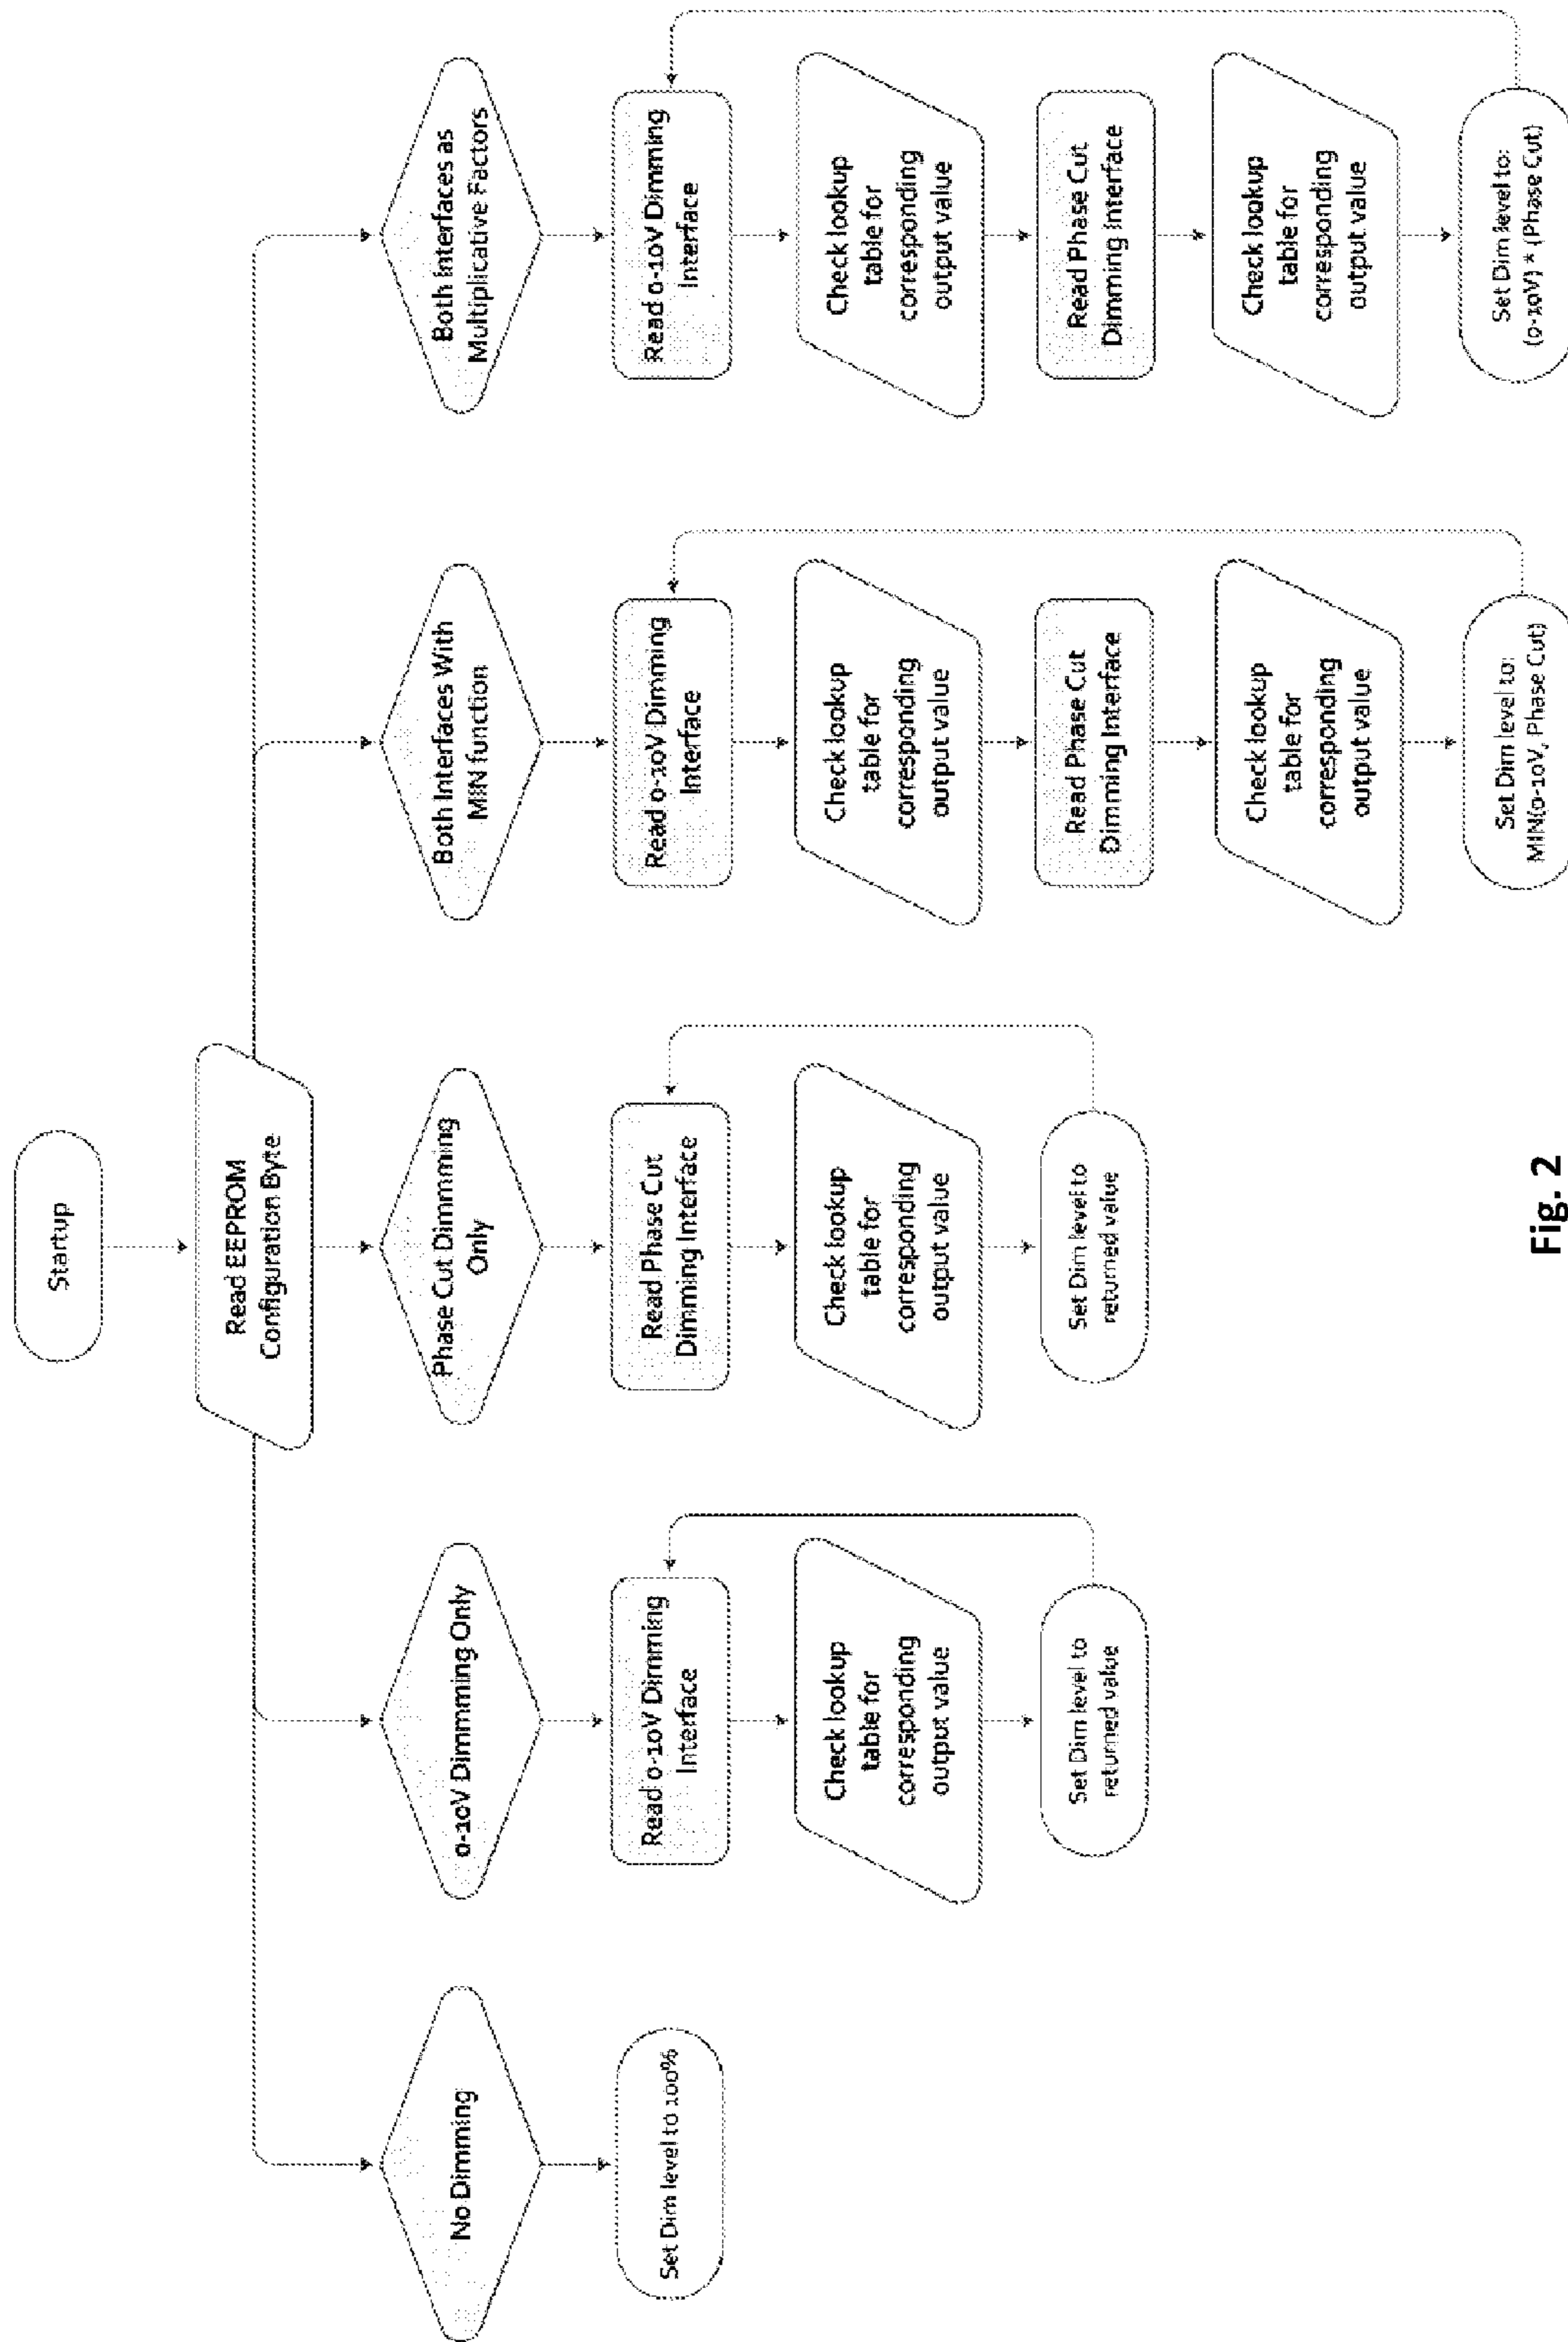 Startup
Read EEPROM
Configuration Byte
No Dimming
Set Dim level to 100%
0-10V Dimmming Only
Read 0-10V Dimming
Interface
Check lookup
table for
corresponding
output value
Set Dim level to
returned value
Phase Cut Dimmming
Only
Read Phase Cut
Dimming Interface
Check lookup
table for
corresponding
output value
Set Dim level to
returned value
Both Interfaces With
MIN function
Read 0-10V Dimming
Interface
Check lookup
table for
corresponding
output value
Read Phase Cut
Dimming Interface
Check lookup
table for
corresponding
output value
Set Dim level to:
MIN(0-10V, Phase Cut)
Both Interfaces as
Multiplicative Factors
Read 0-10V Dimming
Interface
Check lookup
table for
corresponding
output value
Read Phase Cut
Dimming Interface
Check lookup
table for
corresponding
output value
Set Dim level to:
(0-10V) * (Phase Cut)
Fig. 2